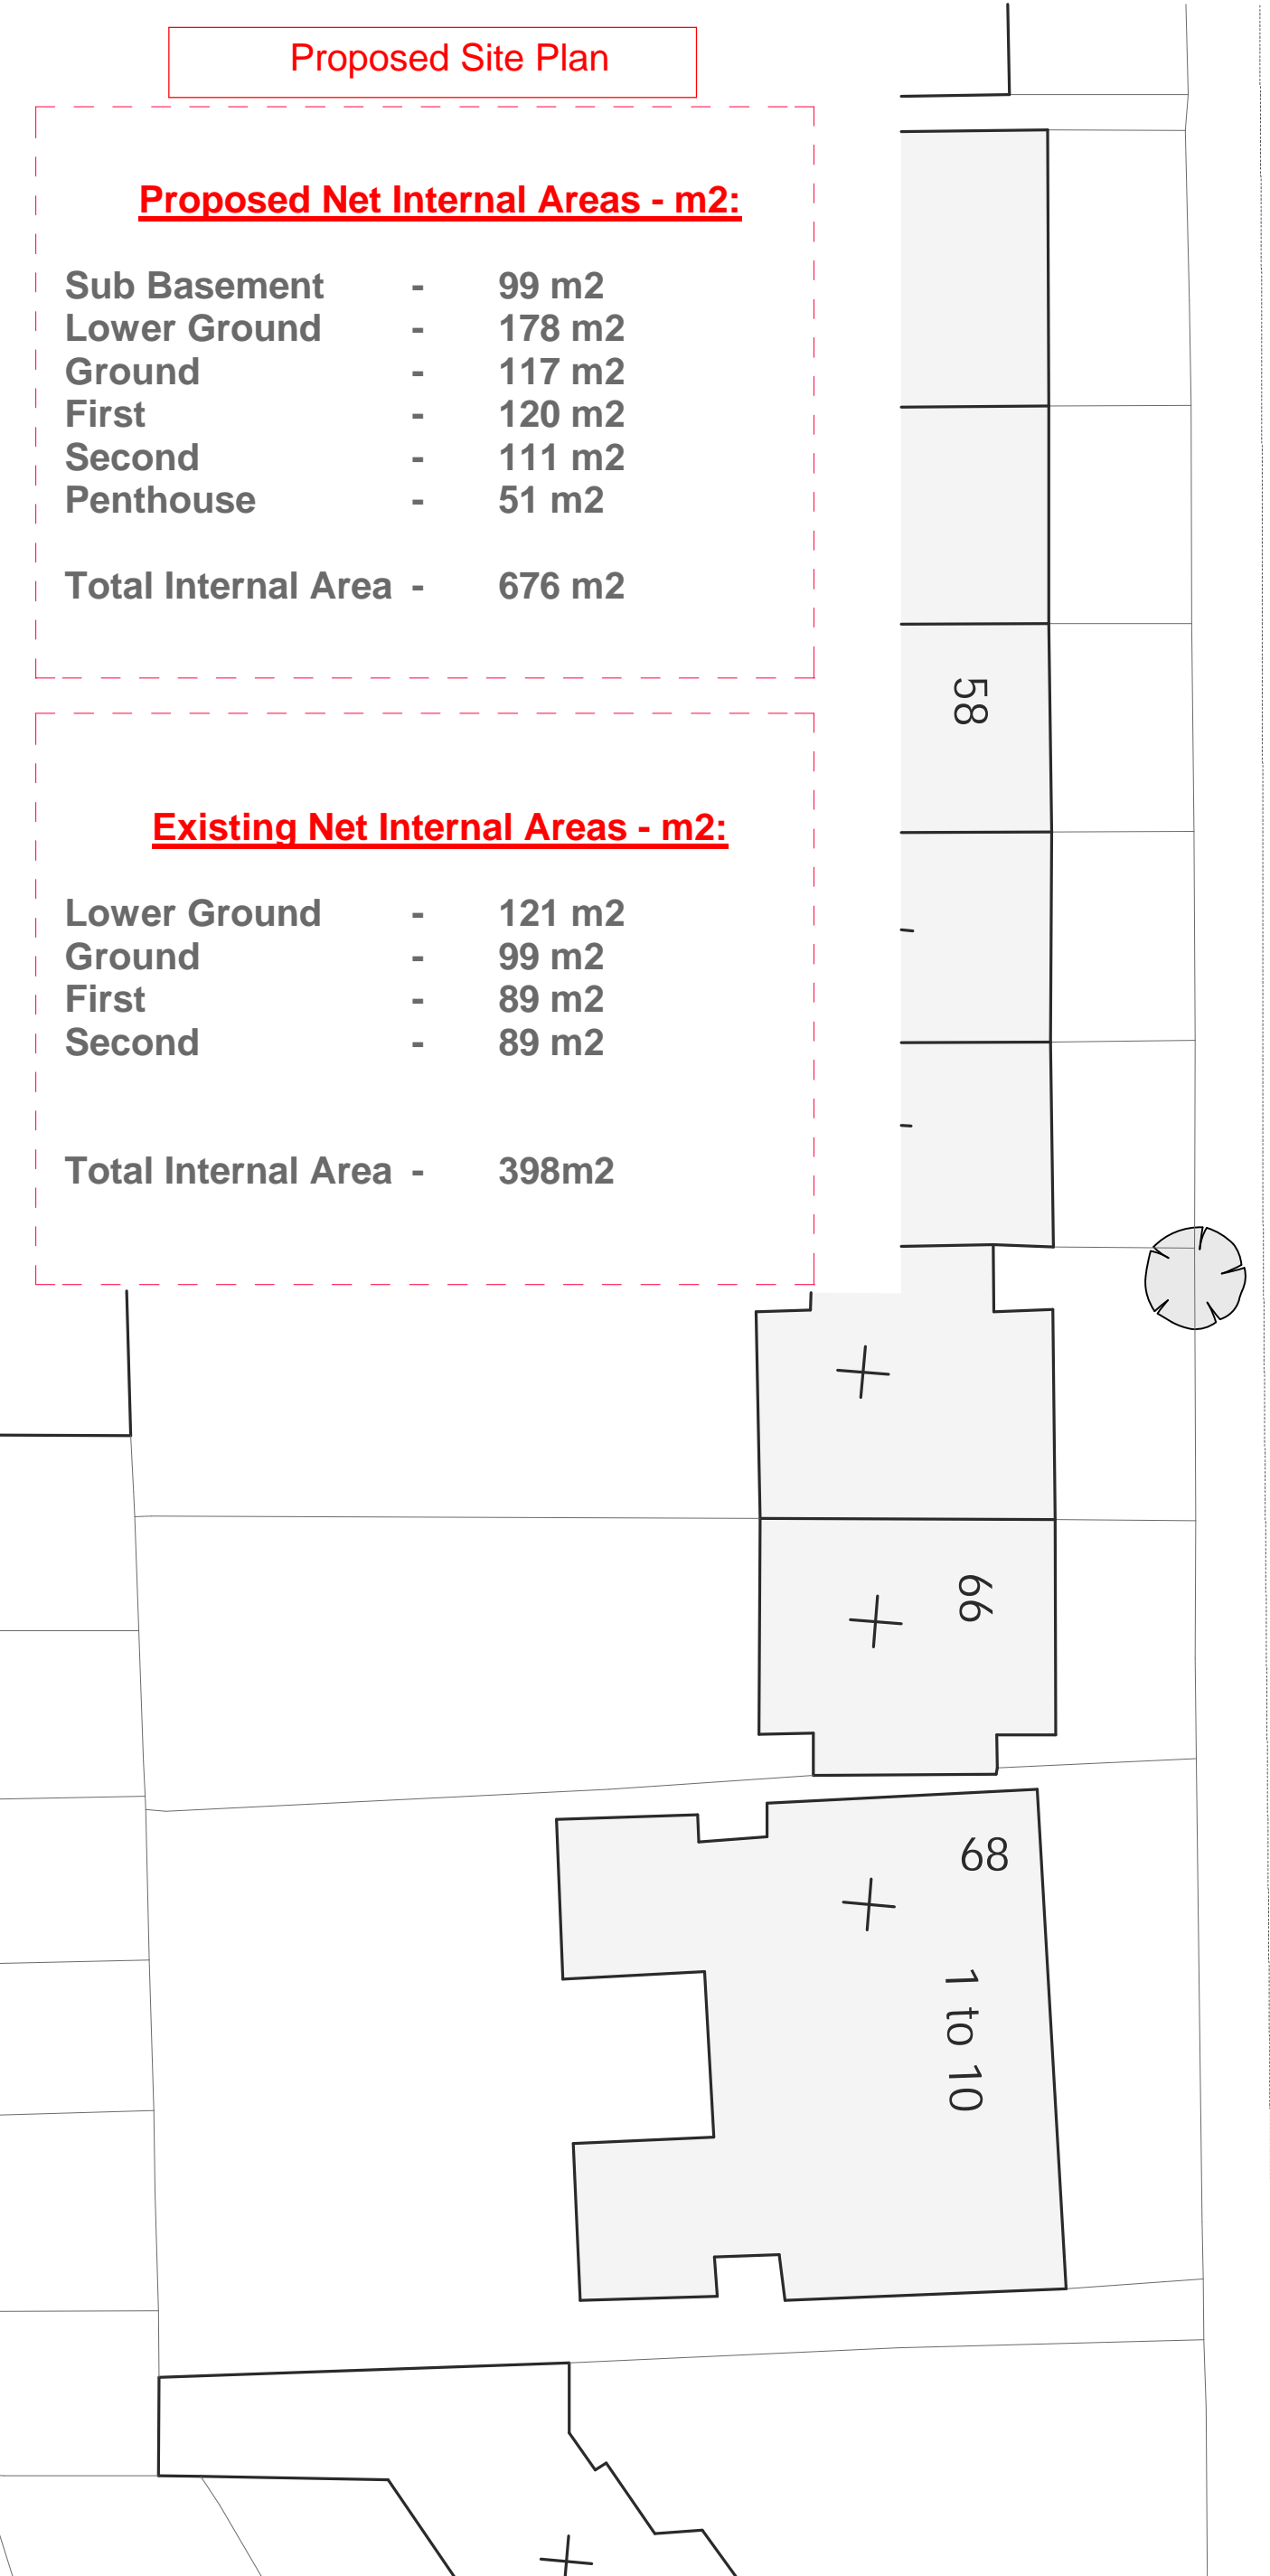 Proposed Site Plan
Proposed Net Internal Areas - m2:
Sub Basement - 99 m2
Lower Ground - 178 m2
Ground - 117 m2
First - 120 m2
Second - 111 m2
Penthouse - 51 m2
Total Internal Area - 676 m2
Existing Net Internal Areas - m2:
Lower Ground - 121 m2
Ground - 99 m2
First - 89 m2
Second - 89 m2
Total Internal Area - 398m2
58
66
68
1 to 10